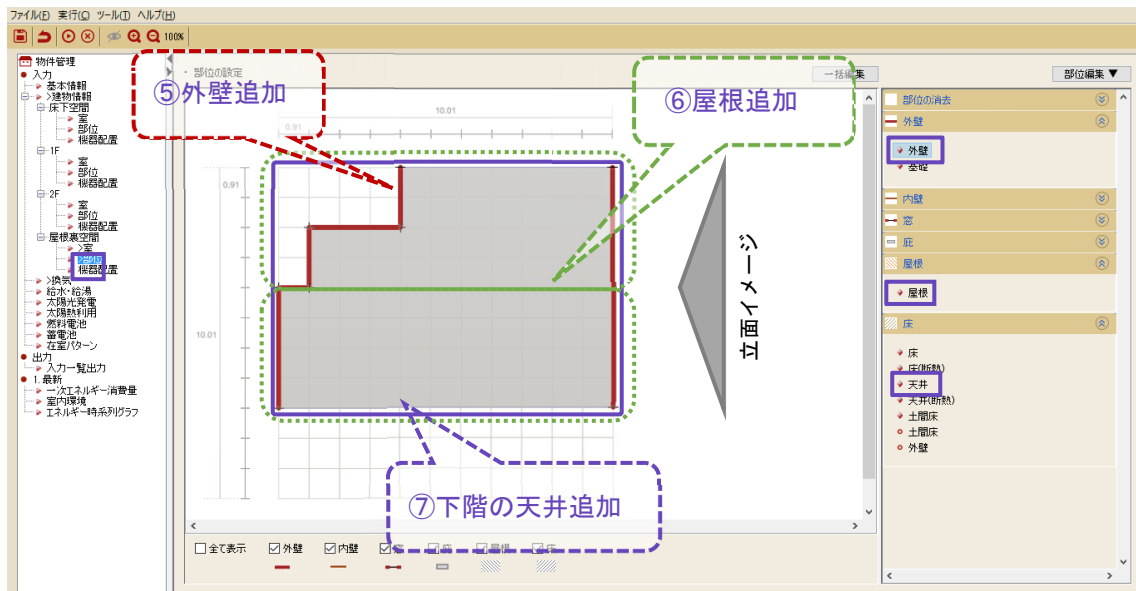 ファイル(F) 実行(C) ツール(T) ヘルプ(H)
100%
物件管理
入力
基本情報
>建物情報
床下空間
室
部位
機器配置
1F
室
部位
機器配置
2F
室
部位
機器配置
屋根裏空間
>室
>部位
機器配置
>換気
給水・給湯
太陽光発電
太陽熱利用
燃料電池
蓄電池
在室パターン
出力
入力一覧出力
1. 最新
一次エネルギー消費量
室内環境
エネルギー時系列グラフ
・ 部位の設定
一括編集
部位編集 ▼
⑤外壁追加
⑥屋根追加
10.01
0.91
0.91
10.01
立面イメージ
⑦下階の天井追加
全て表示 外壁 内壁 窓 庇 屋根 床
部位の消去
外壁
外壁
基礎
内壁
窓
庇
屋根
屋根
床
床
床(断熱)
天井
天井(断熱)
土間床
土間床
外壁